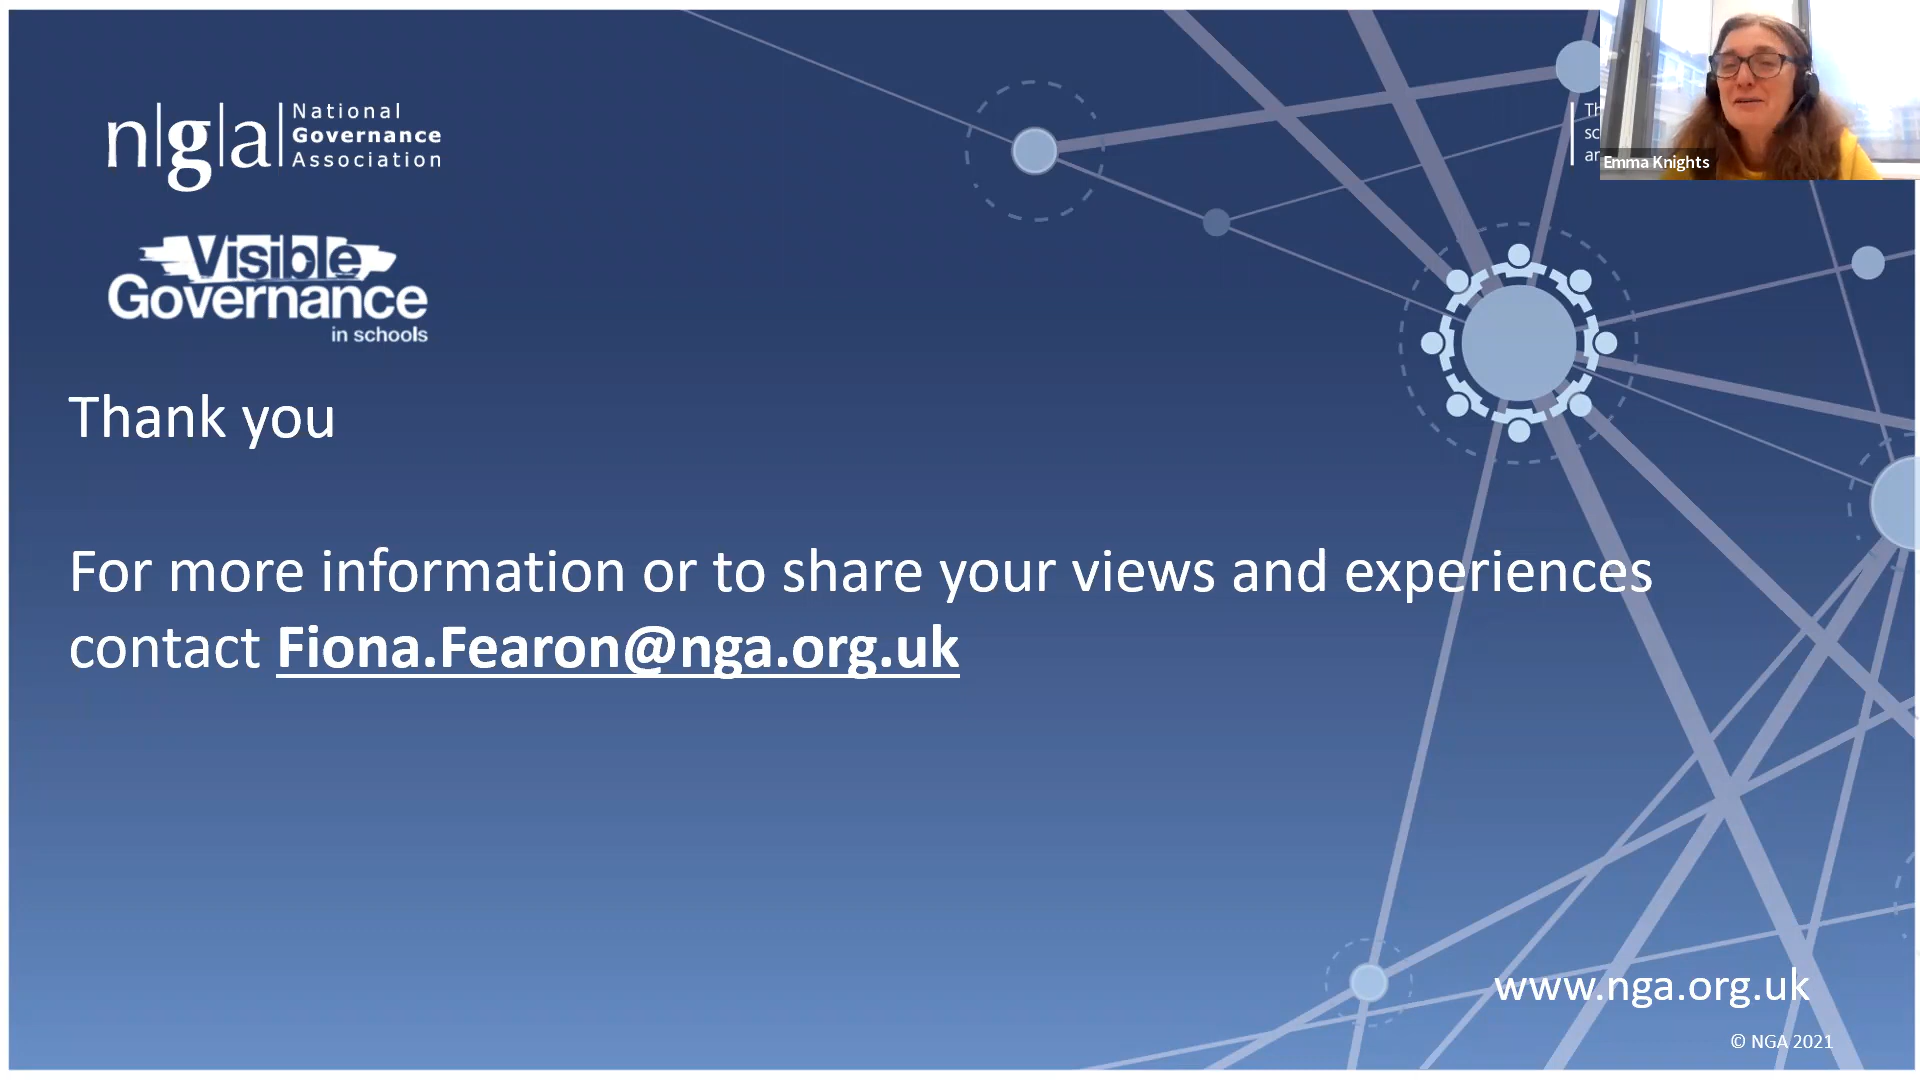 n|g|a| National
Governance
Association
Visible
Governance
in schools
Emma Knights
Thank you
For more information or to share your views and experiences
contact Fiona.Fearon@nga.org.uk
www.nga.org.uk
© NGA 2021